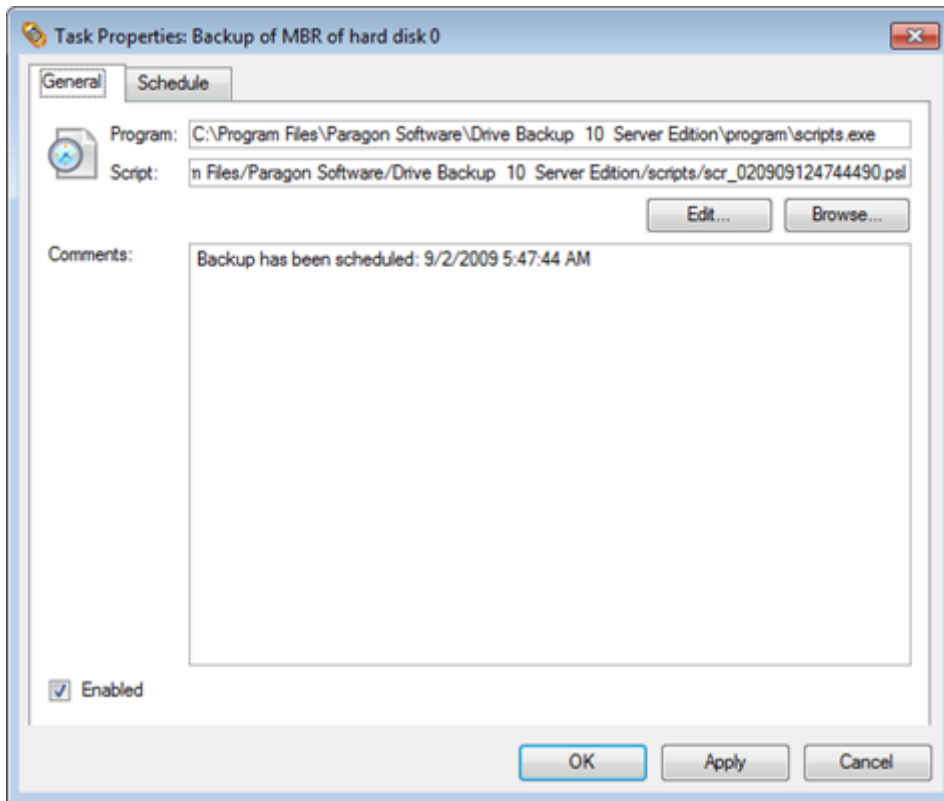 Task Properties: Backup of MBR of hard disk 0
General Schedule
Program: C:\Program Files\Paragon Software\Drive Backup  10  Server Edition\program\scripts.exe
Script: n Files/Paragon Software/Drive Backup  10  Server Edition/scripts/scr_020909124744490.psl
Edit... Browse...
Comments: Backup has been scheduled: 9/2/2009 5:47:44 AM
Enabled
OK Apply Cancel